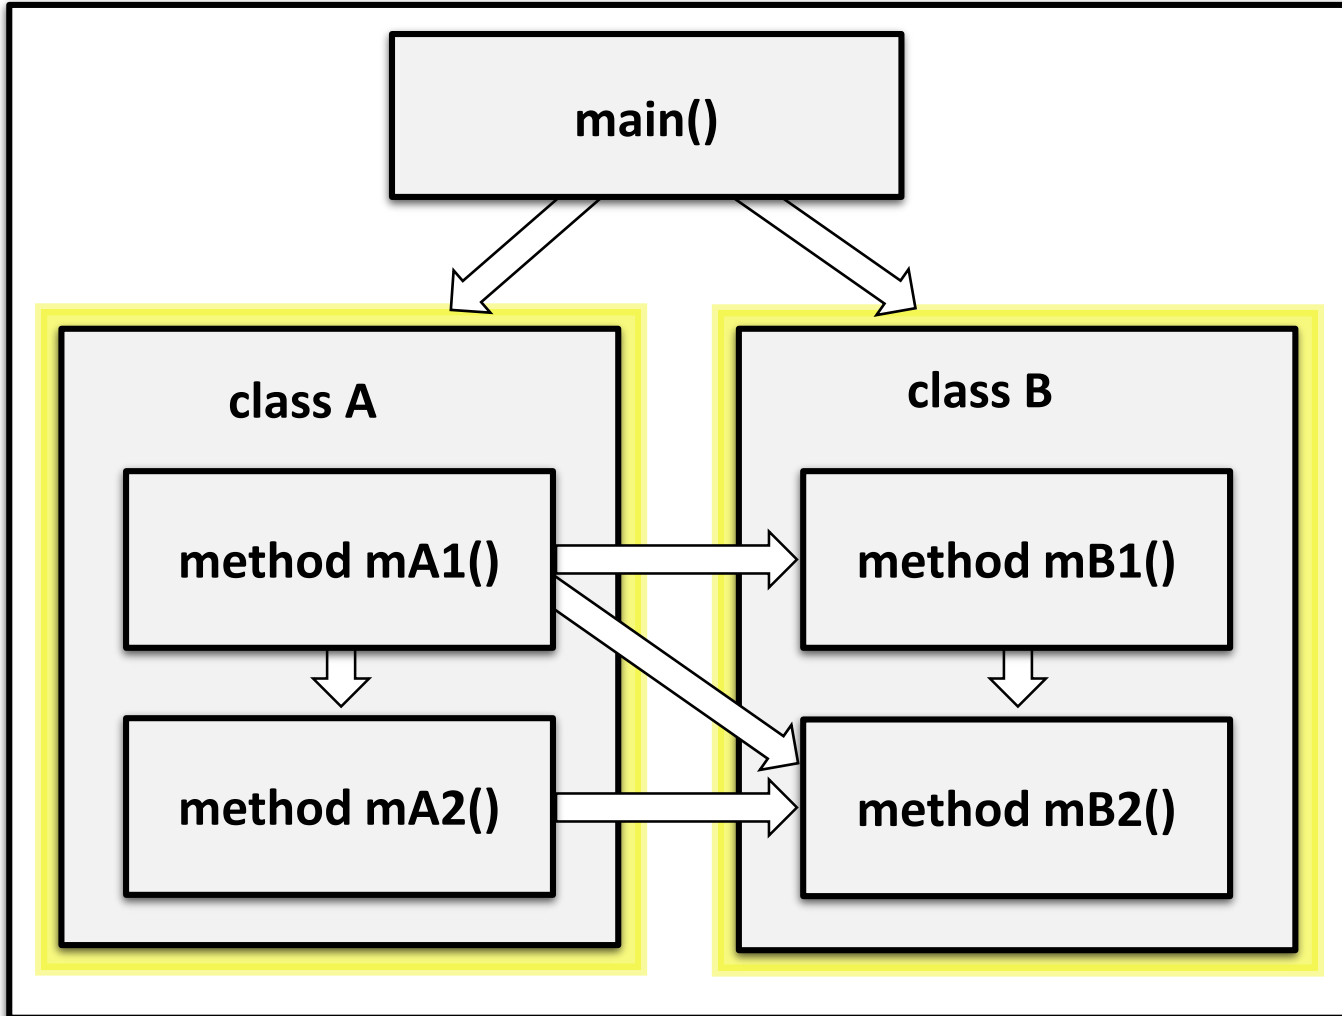 main()
class A
class B
method mA1()
method mB1()
method mA2()
method mB2()